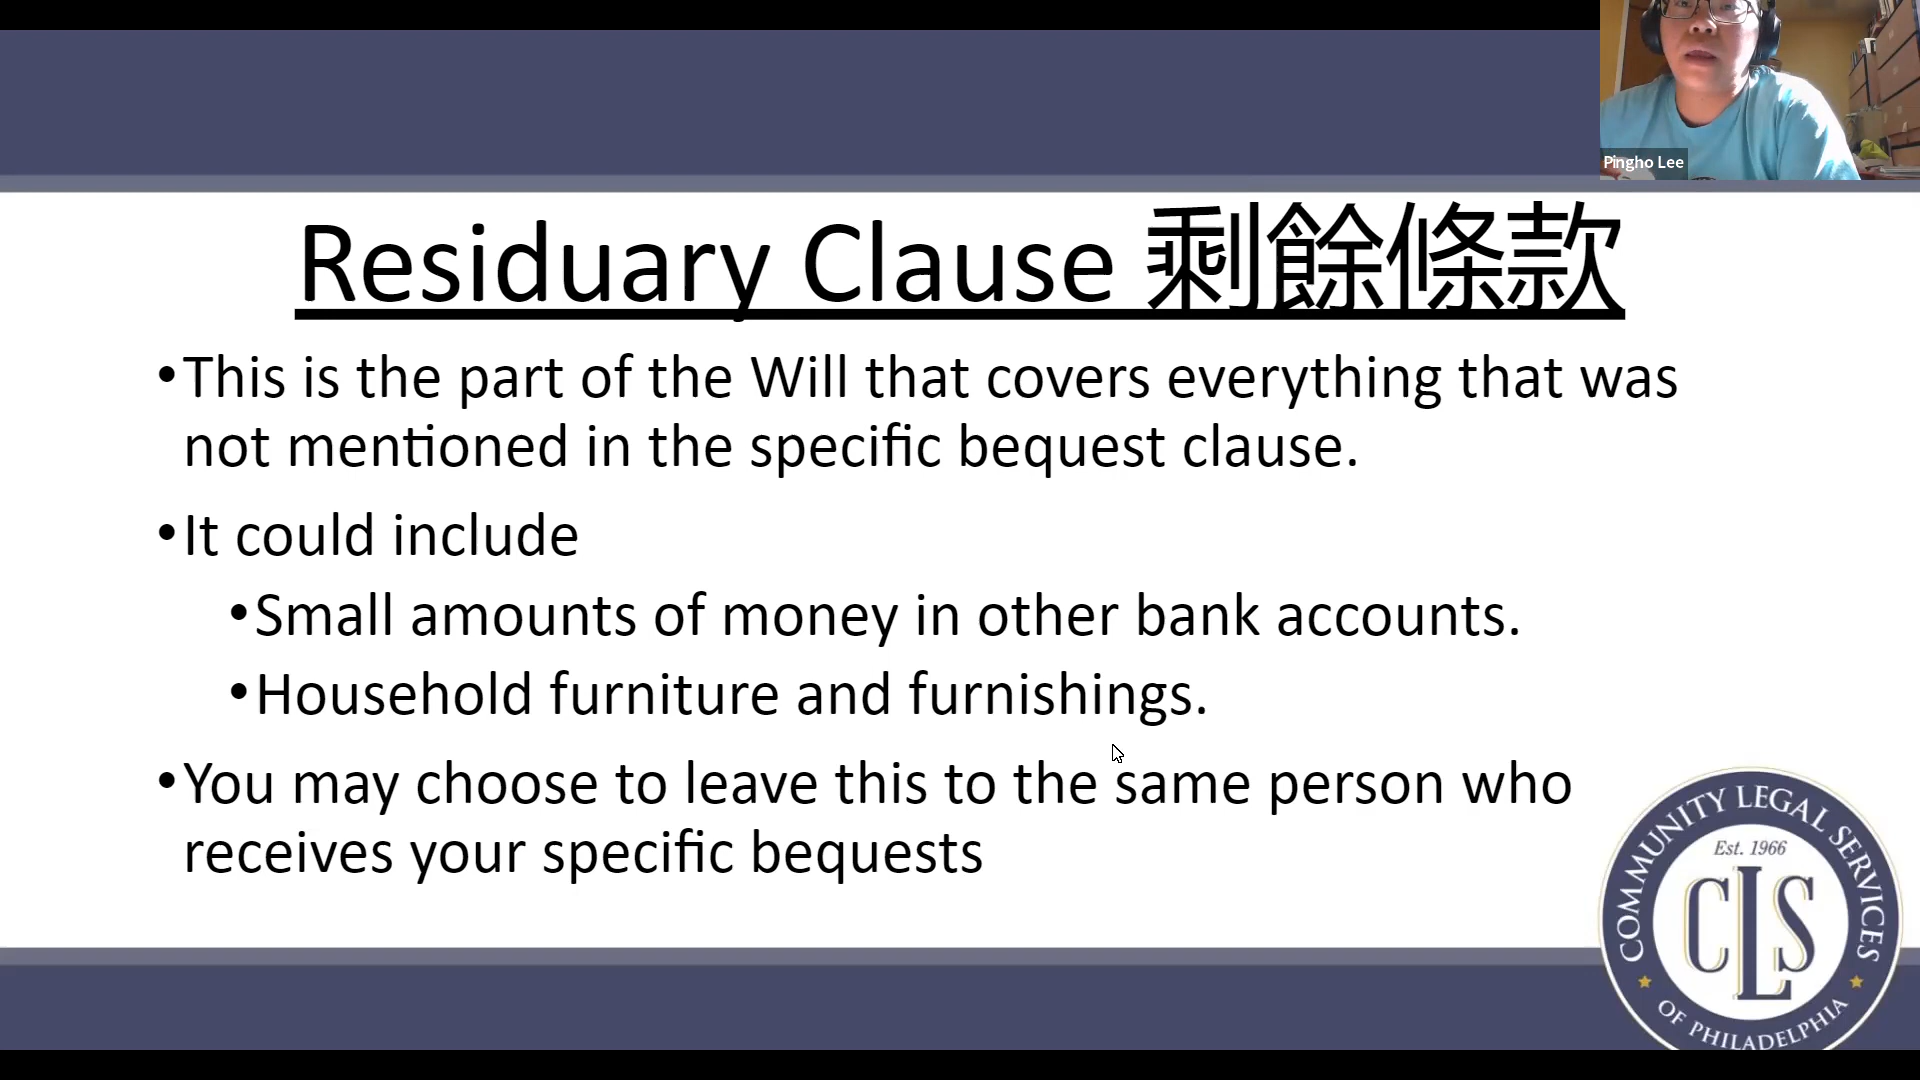 Pingho Lee
Residuary Clause 剩餘條款
•This is the part of the Will that covers everything that was
not mentioned in the specific bequest clause.
•It could include
•Small amounts of money in other bank accounts.
•Household furniture and furnishings.
•You may choose to leave this to the same person who
receives your specific bequests
COMMUNITY LEGAL SERVICES
Est. 1966
CLS
OF PHILADELPHIA